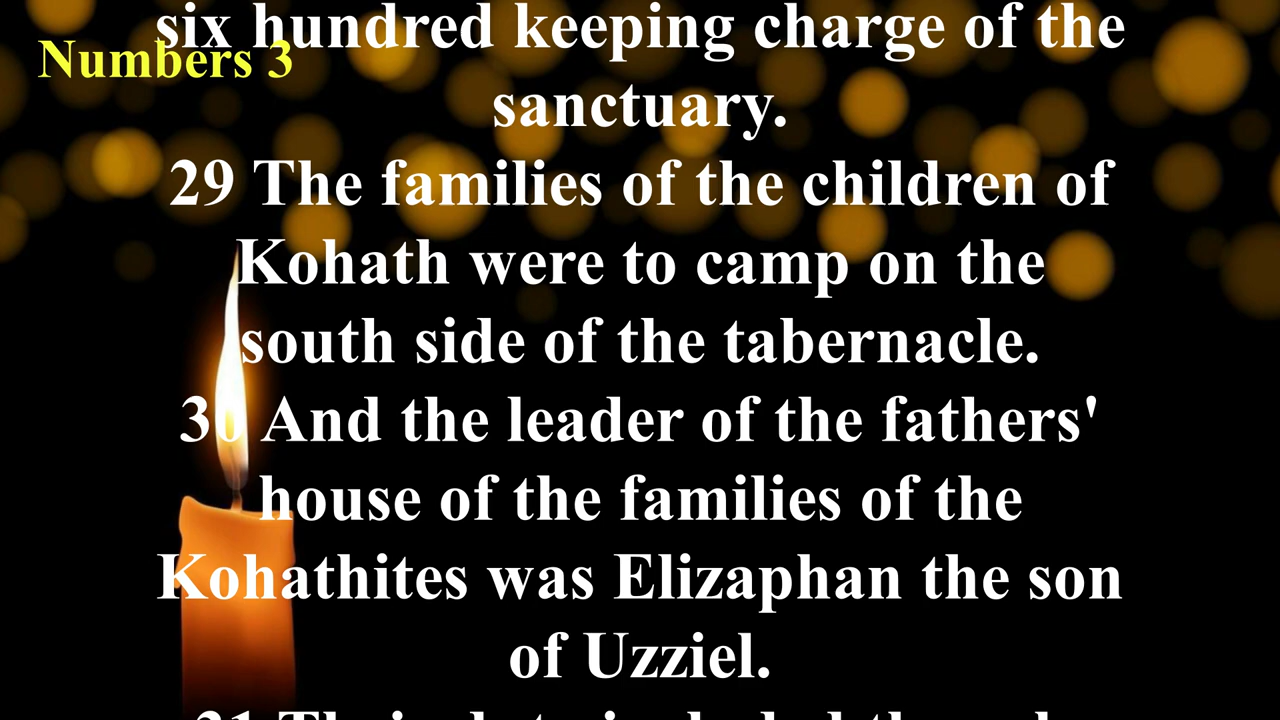 six hundred keeping charge of the
Numbers 3
sanctuary.
29 The families of the children of
Kohath were to camp on the
south side of the tabernacle.
30 And the leader of the fathers'
house of the families of the
Kohathites was Elizaphan the son
of Uzziel.